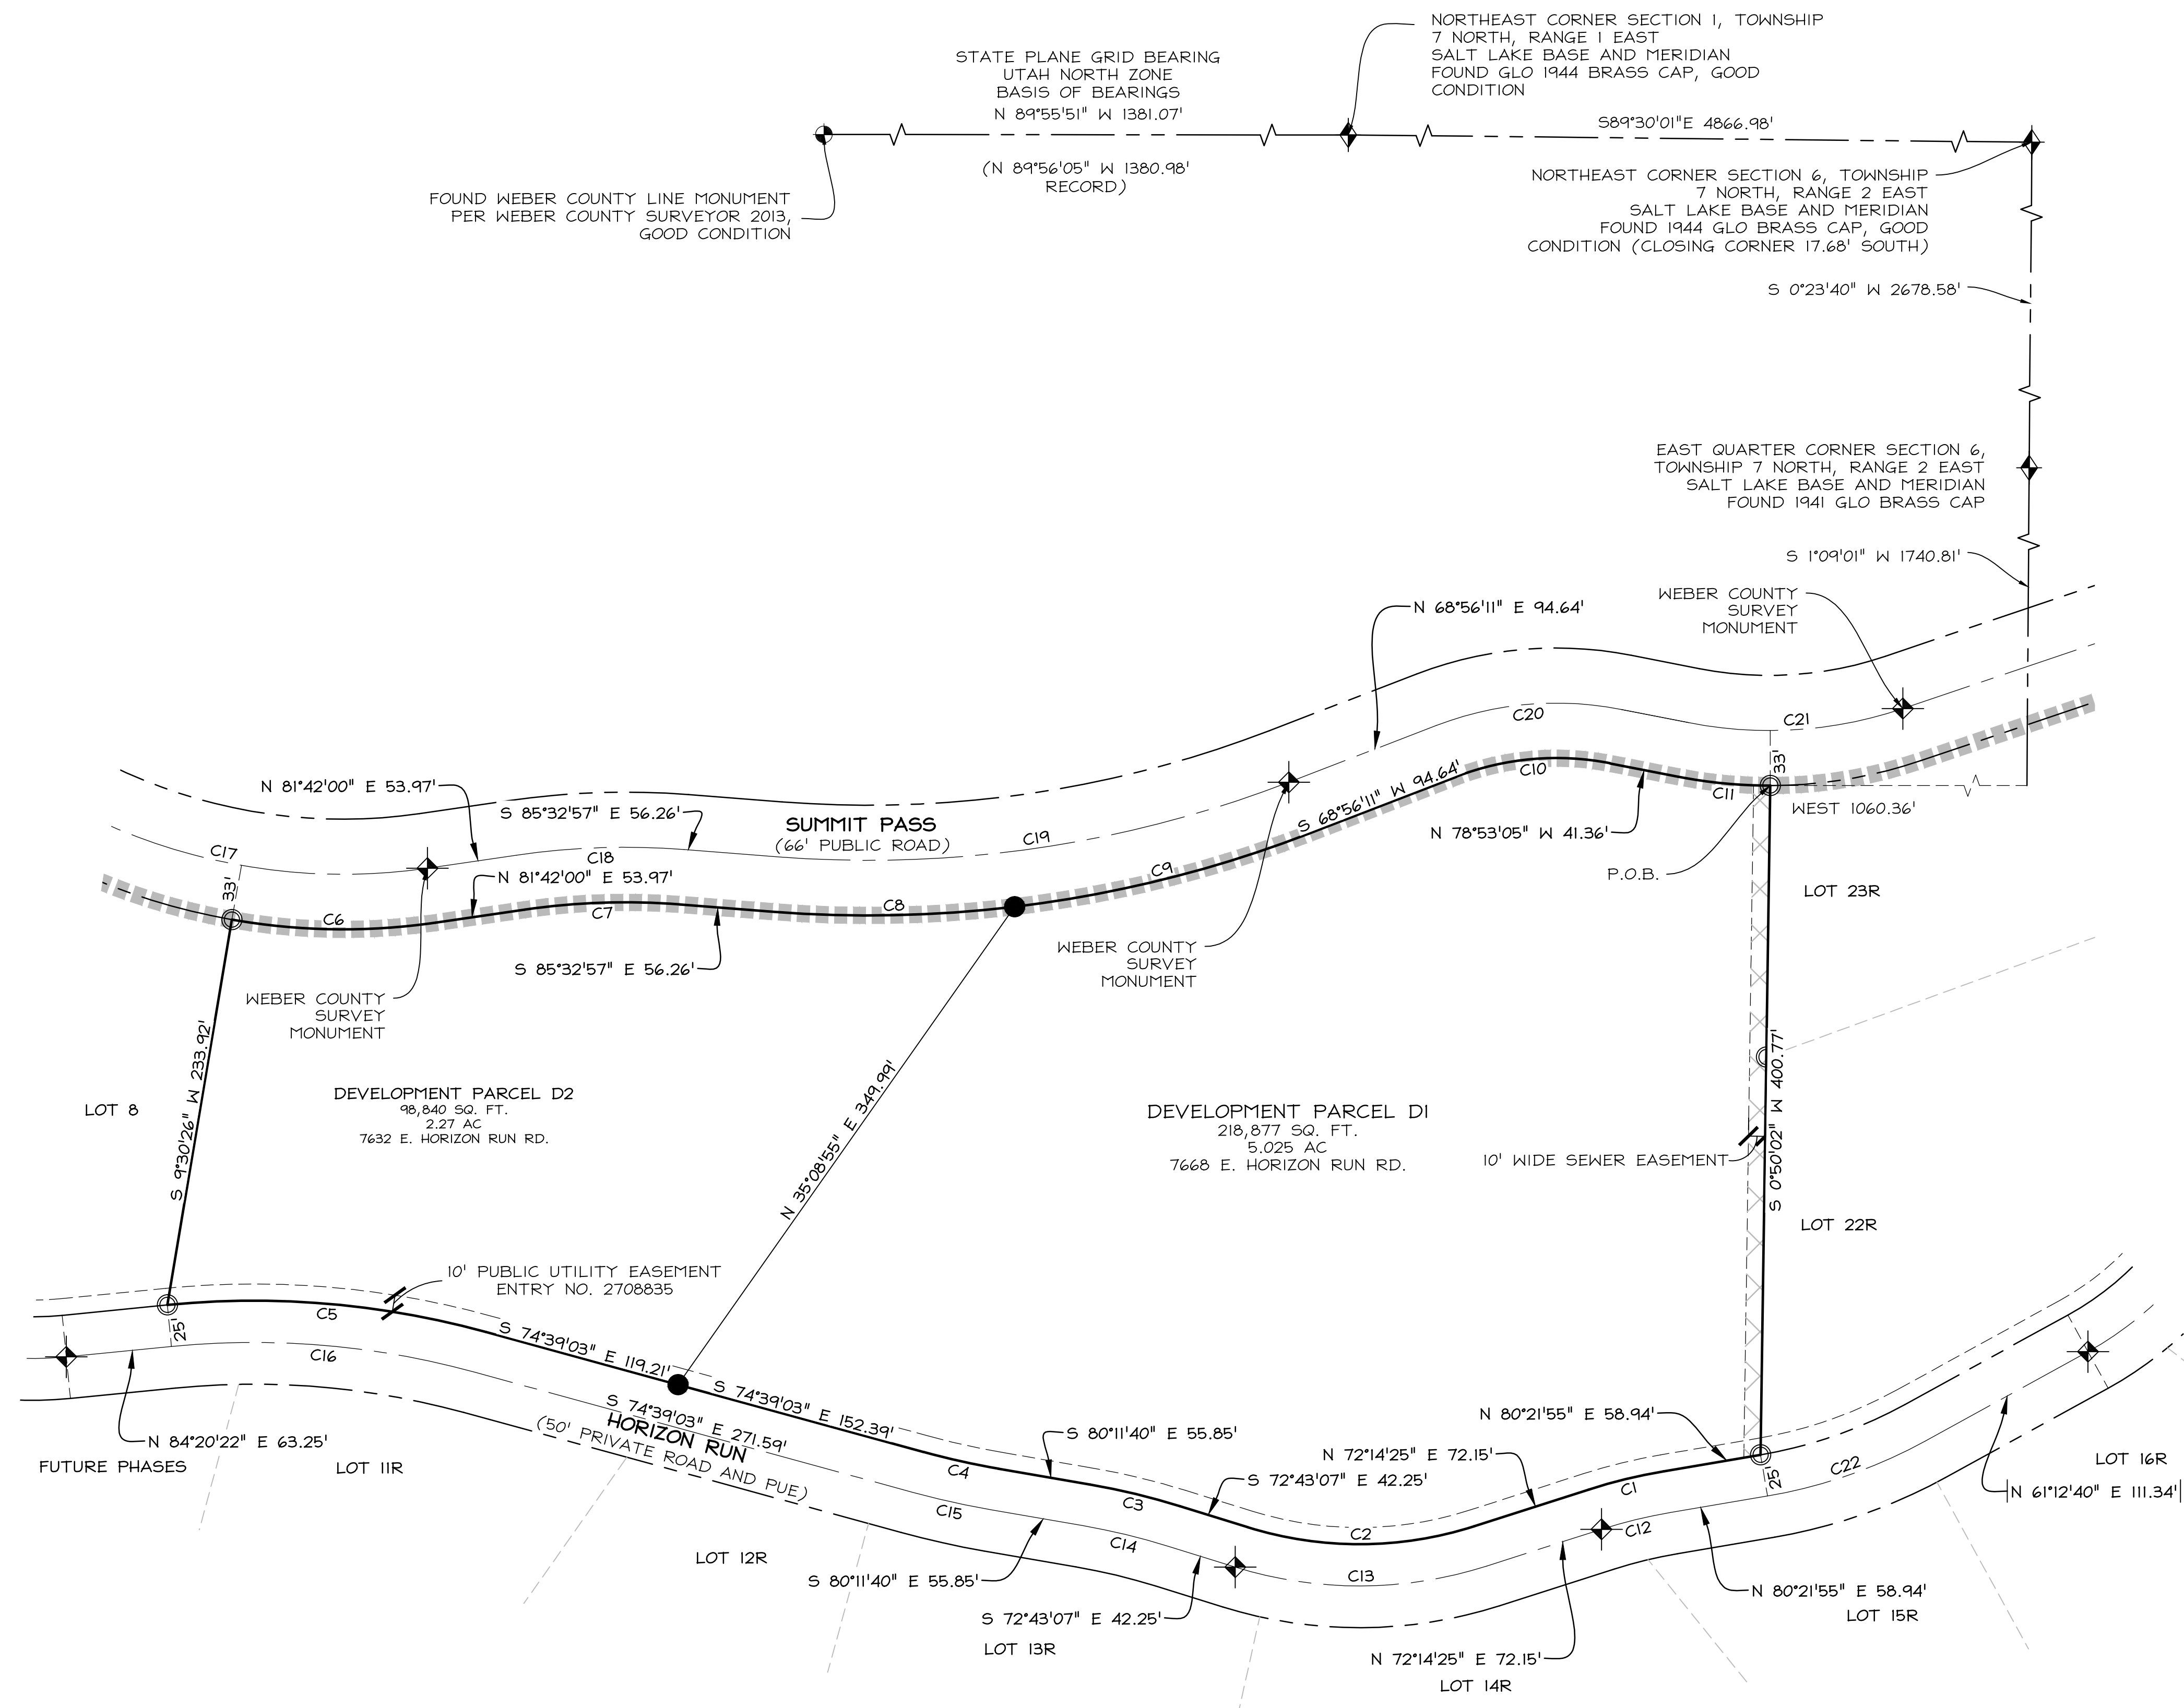 NORTHEAST CORNER SECTION 1, TOWNSHIP
7 NORTH, RANGE 1 EAST
SALT LAKE BASE AND MERIDIAN
FOUND GLO 1944 BRASS CAP, GOOD
CONDITION
STATE PLANE GRID BEARING
UTAH NORTH ZONE
BASIS OF BEARINGS
N 89°55'51" W 1381.07'
(N 89°56'05" W 1380.98'
RECORD)
S89°30'01"E 4866.98'
FOUND WEBER COUNTY LINE MONUMENT
PER WEBER COUNTY SURVEYOR 2013,
GOOD CONDITION
NORTHEAST CORNER SECTION 6, TOWNSHIP
7 NORTH, RANGE 2 EAST
SALT LAKE BASE AND MERIDIAN
FOUND 1944 GLO BRASS CAP, GOOD
CONDITION (CLOSING CORNER 17.68' SOUTH)
S 0°23'40" W 2678.58'
EAST QUARTER CORNER SECTION 6,
TOWNSHIP 7 NORTH, RANGE 2 EAST
SALT LAKE BASE AND MERIDIAN
FOUND 1941 GLO BRASS CAP
S 1°09'01" W 1740.81'
WEBER COUNTY
SURVEY
MONUMENT
N 68°56'11" E 94.64'
C20
C21
33'
C10
C11
WEST 1060.36'
S 68°56'11" W 94.64'
N 78°53'05" W 41.36'
P.O.B.
N 81°42'00" E 53.97'
S 85°32'57" E 56.26'
SUMMIT PASS
(66' PUBLIC ROAD)
C17
C18
C19
33'
N 81°42'00" E 53.97'
C6
C7
C8
C9
S 85°32'57" E 56.26'
WEBER COUNTY
SURVEY
MONUMENT
WEBER COUNTY
SURVEY
MONUMENT
LOT 23R
S 9°30'26" W 233.92'
LOT 8
DEVELOPMENT PARCEL D2
98,840 SQ. FT.
2.27 AC
7632 E. HORIZON RUN RD.
N 35°08'55" E 349.99'
DEVELOPMENT PARCEL D1
218,877 SQ. FT.
5.025 AC
7668 E. HORIZON RUN RD.
10' WIDE SEWER EASEMENT
S 0°50'02" W 400.77'
LOT 22R
10' PUBLIC UTILITY EASEMENT
ENTRY NO. 2708835
C5
25'
C16
S 74°39'03" E 119.21'
S 74°39'03" E 152.39'
S 74°39'03" E 271.59'
HORIZON RUN
(50' PRIVATE ROAD AND PUE)
N 84°20'22" E 63.25'
FUTURE PHASES
LOT 11R
S 80°11'40" E 55.85'
C4
C3
S 72°43'07" E 42.25'
N 72°14'25" E 72.15'
N 80°21'55" E 58.94'
C1
C2
25'
C22
LOT 16R
N 61°12'40" E 111.34'
C15
C14
C13
C12
LOT 12R
S 80°11'40" E 55.85'
S 72°43'07" E 42.25'
LOT 13R
N 72°14'25" E 72.15'
LOT 14R
N 80°21'55" E 58.94'
LOT 15R